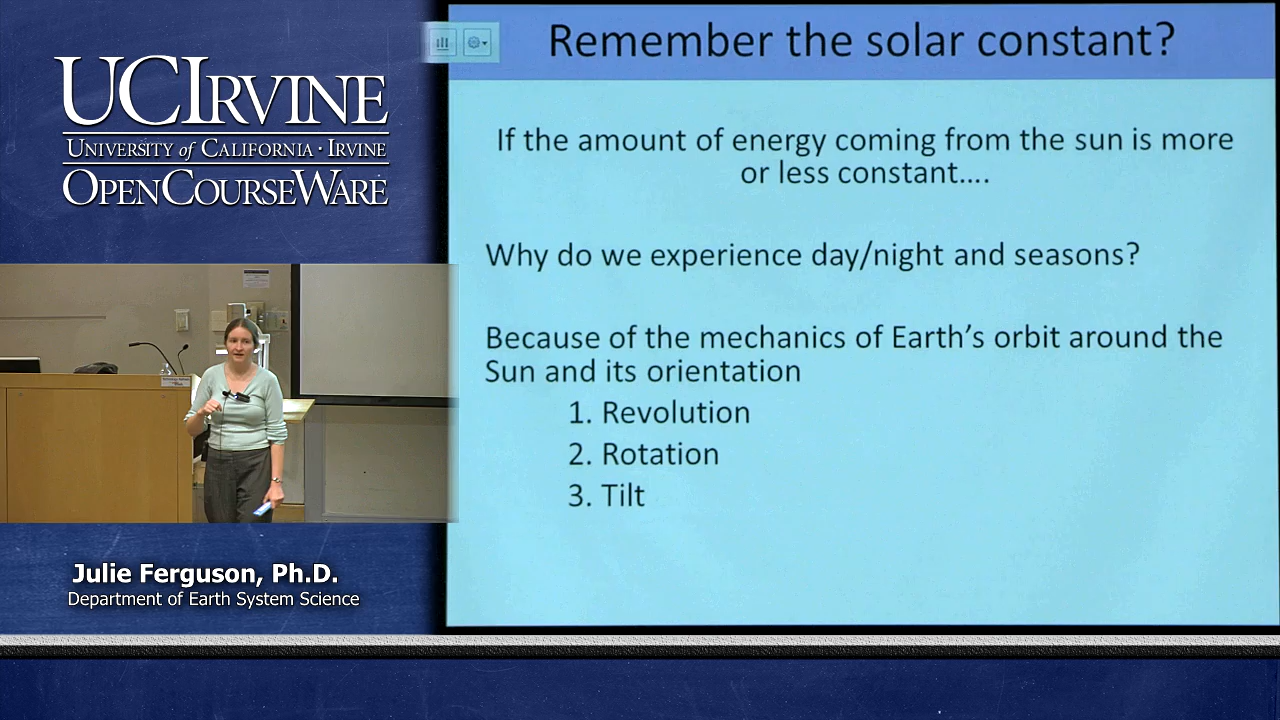 UCIRVINE
UNIVERSITY of CALIFORNIA · IRVINE
OPENCOURSEWARE
Remember the solar constant?
If the amount of energy coming from the sun is more
or less constant....
Why do we experience day/night and seasons?
Because of the mechanics of Earth's orbit around the
Sun and its orientation
1. Revolution
2. Rotation
3. Tilt
Julie Ferguson, Ph.D.
Department of Earth System Science